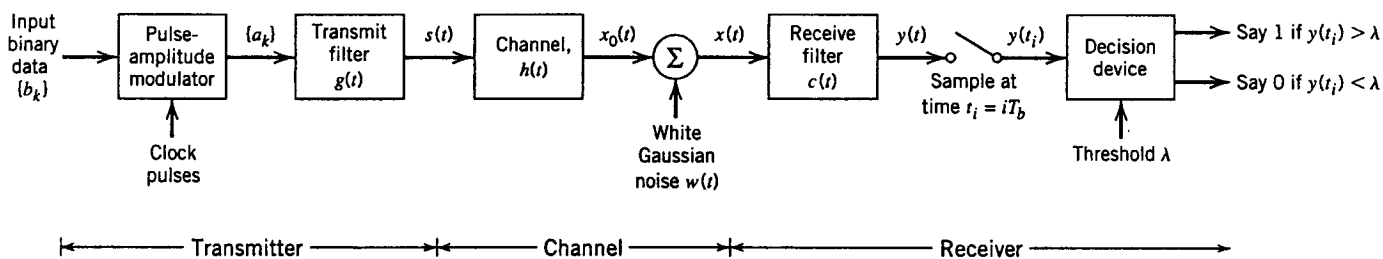 Input
binary
data
{b_k}
Pulse-
amplitude
modulator
Clock
pulses
{a_k}
Transmit
filter
g(t)
s(t)
Channel,
h(t)
x_0(t)
Σ
White
Gaussian
noise w(t)
x(t)
Receive
filter
c(t)
y(t)
Sample at
time t_i = iT_b
y(t_i)
Decision
device
Threshold λ
Say 1 if y(t_i) > λ
Say 0 if y(t_i) < λ
Transmitter
Channel
Receiver